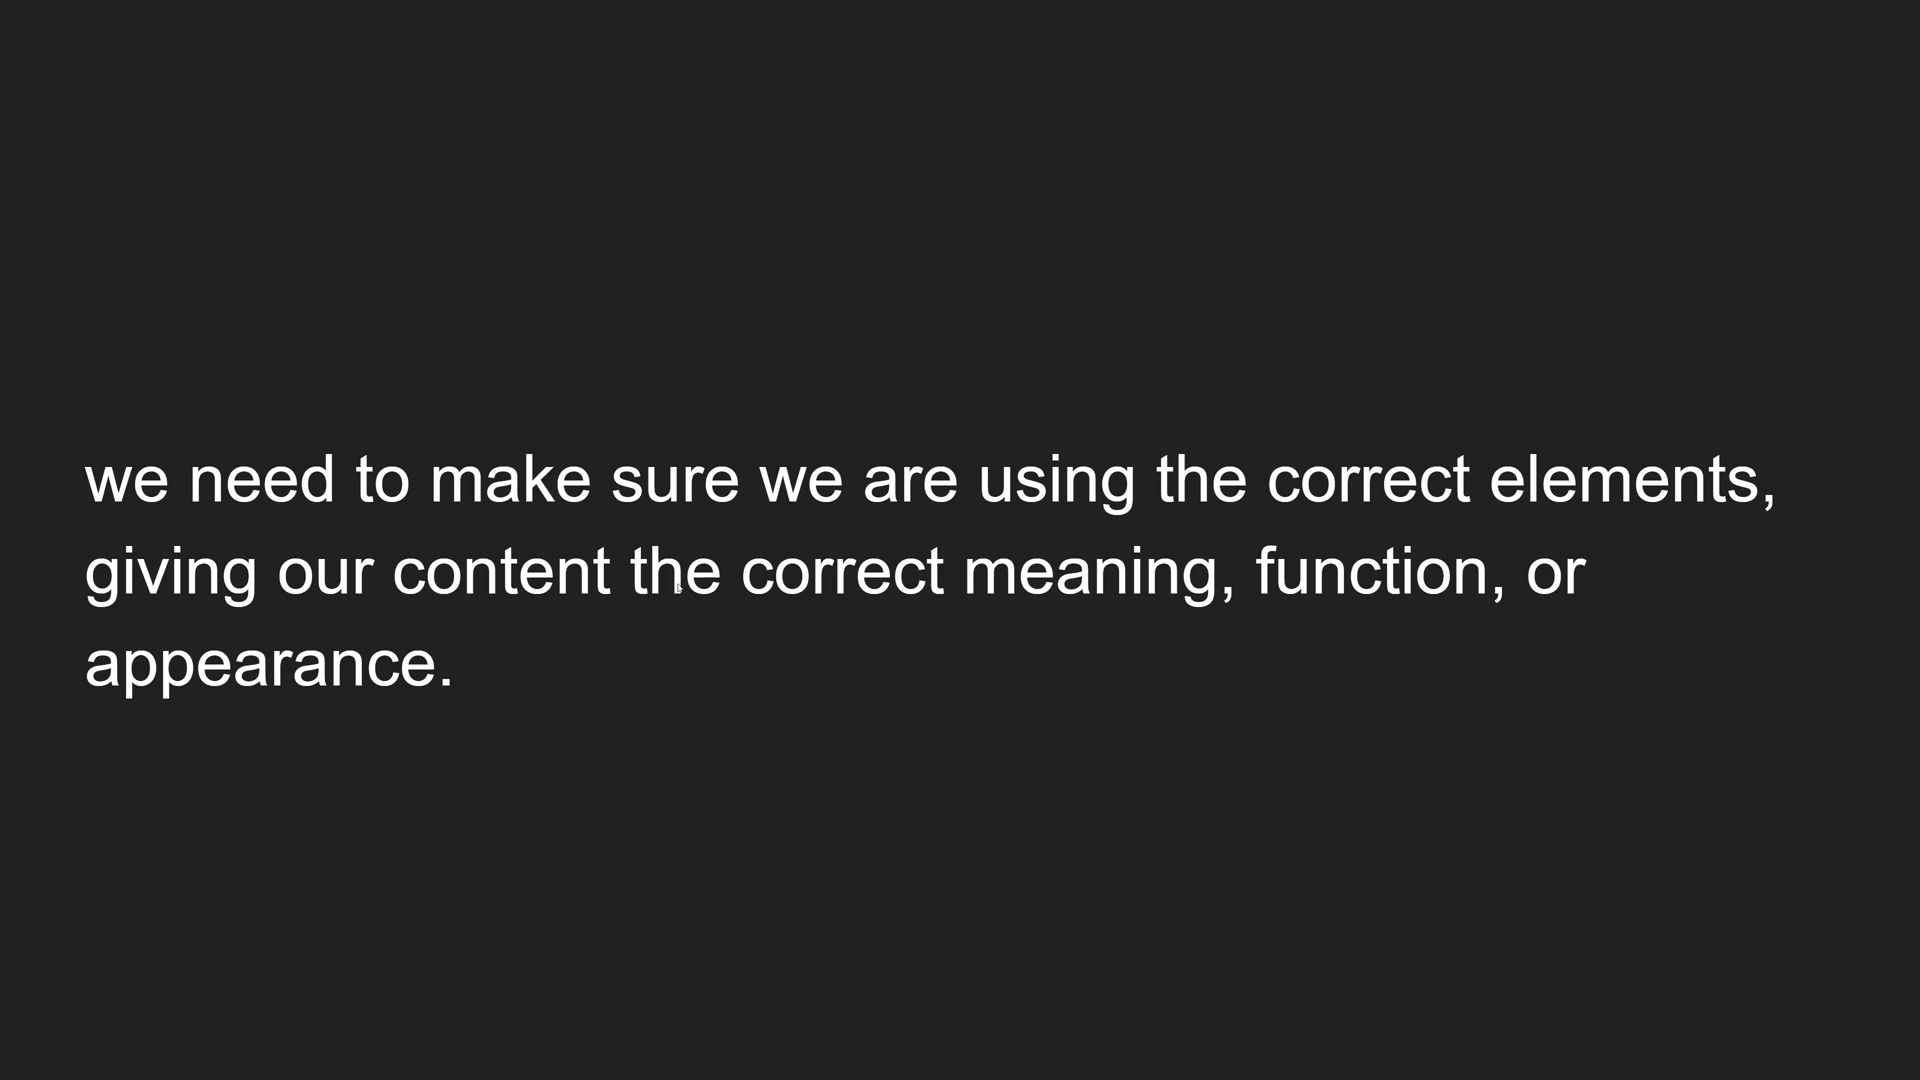 we need to make sure we are using the correct elements,
giving our content the correct meaning, function, or
appearance.